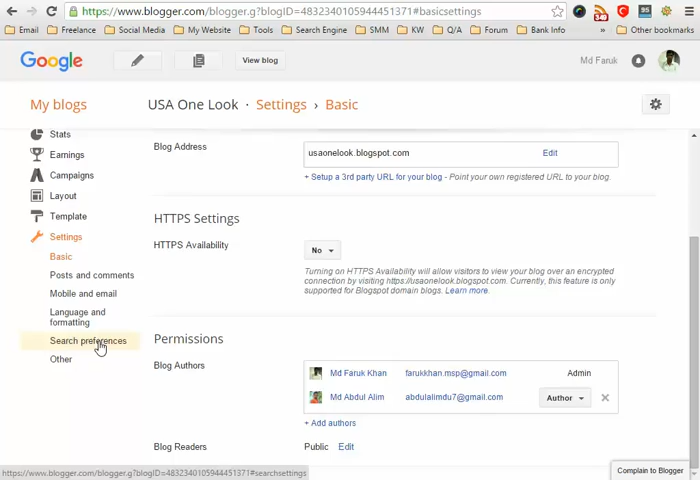 https://www.blogger.com/blogger.g?blogID=4832340105944451371#basicsettings
340
95
Email Freelance Social Media My Website Tools Search Engine SMM KW Q/A Forum Bank Info » Other bookmarks
Google View blog Md Faruk
My blogs USA One Look · Settings › Basic
Stats
Earnings
Campaigns
Layout
Template
Settings
Basic
Posts and comments
Mobile and email
Language and
formatting
Search preferences
Other
Blog Address usaonelook.blogspot.com Edit
+ Setup a 3rd party URL for your blog - Point your own registered URL to your blog.
HTTPS Settings
HTTPS Availability No
Turning on HTTPS Availability will allow visitors to view your blog over an encrypted
connection by visiting https://usaonelook.blogspot.com. Currently, this feature is only
supported for Blogspot domain blogs. Learn more.
Permissions
Blog Authors Md Faruk Khan farukkhan.msp@gmail.com Admin
Md Abdul Alim abdulalimdu7@gmail.com Author
+ Add authors
Blog Readers Public Edit
https://www.blogger.com/blogger.g?blogID=4832340105944451371#searchsettings
Complain to Blogger